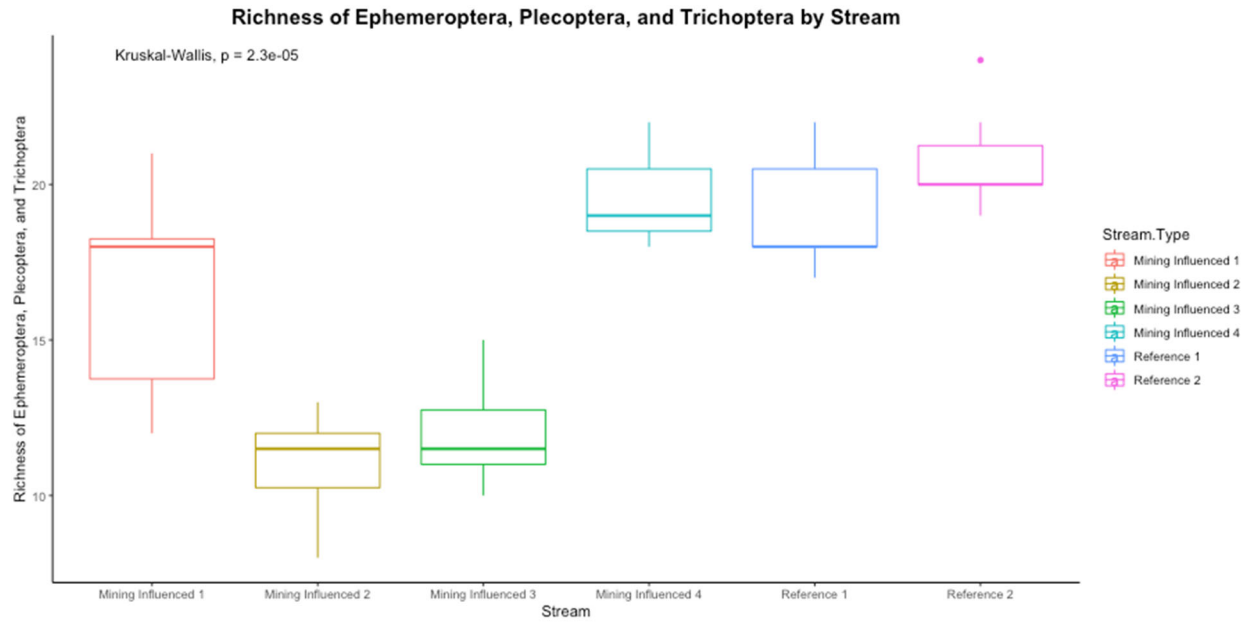 Richness of Ephemeroptera, Plecoptera, and Trichoptera by Stream
Kruskal-Wallis, p = 2.3e-05
Richness of Ephemeroptera, Plecoptera, and Trichoptera
20
15
10
Mining Influenced 1
Mining Influenced 2
Mining Influenced 3
Mining Influenced 4
Reference 1
Reference 2
Stream
Stream.Type
a Mining Influenced 1
a Mining Influenced 2
a Mining Influenced 3
a Mining Influenced 4
a Reference 1
a Reference 2